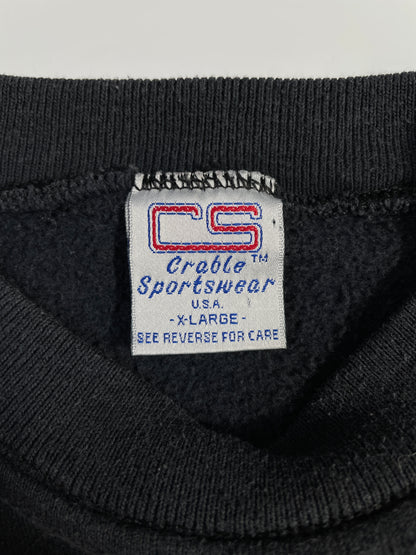 CS
Crable™
Sportswear
U.S.A.
-X-LARGE-
SEE REVERSE FOR CARE